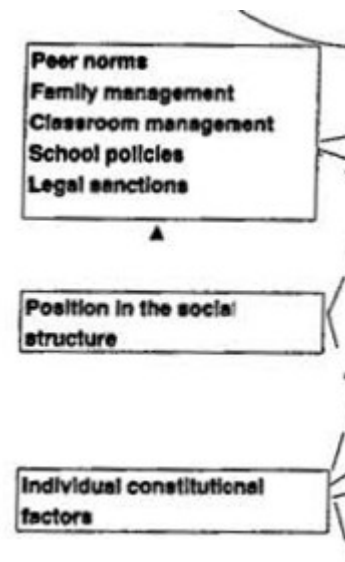 Peer norms
Family management
Classroom management
School policies
Legal sanctions
Position in the social
structure
Individual constitutional
factors